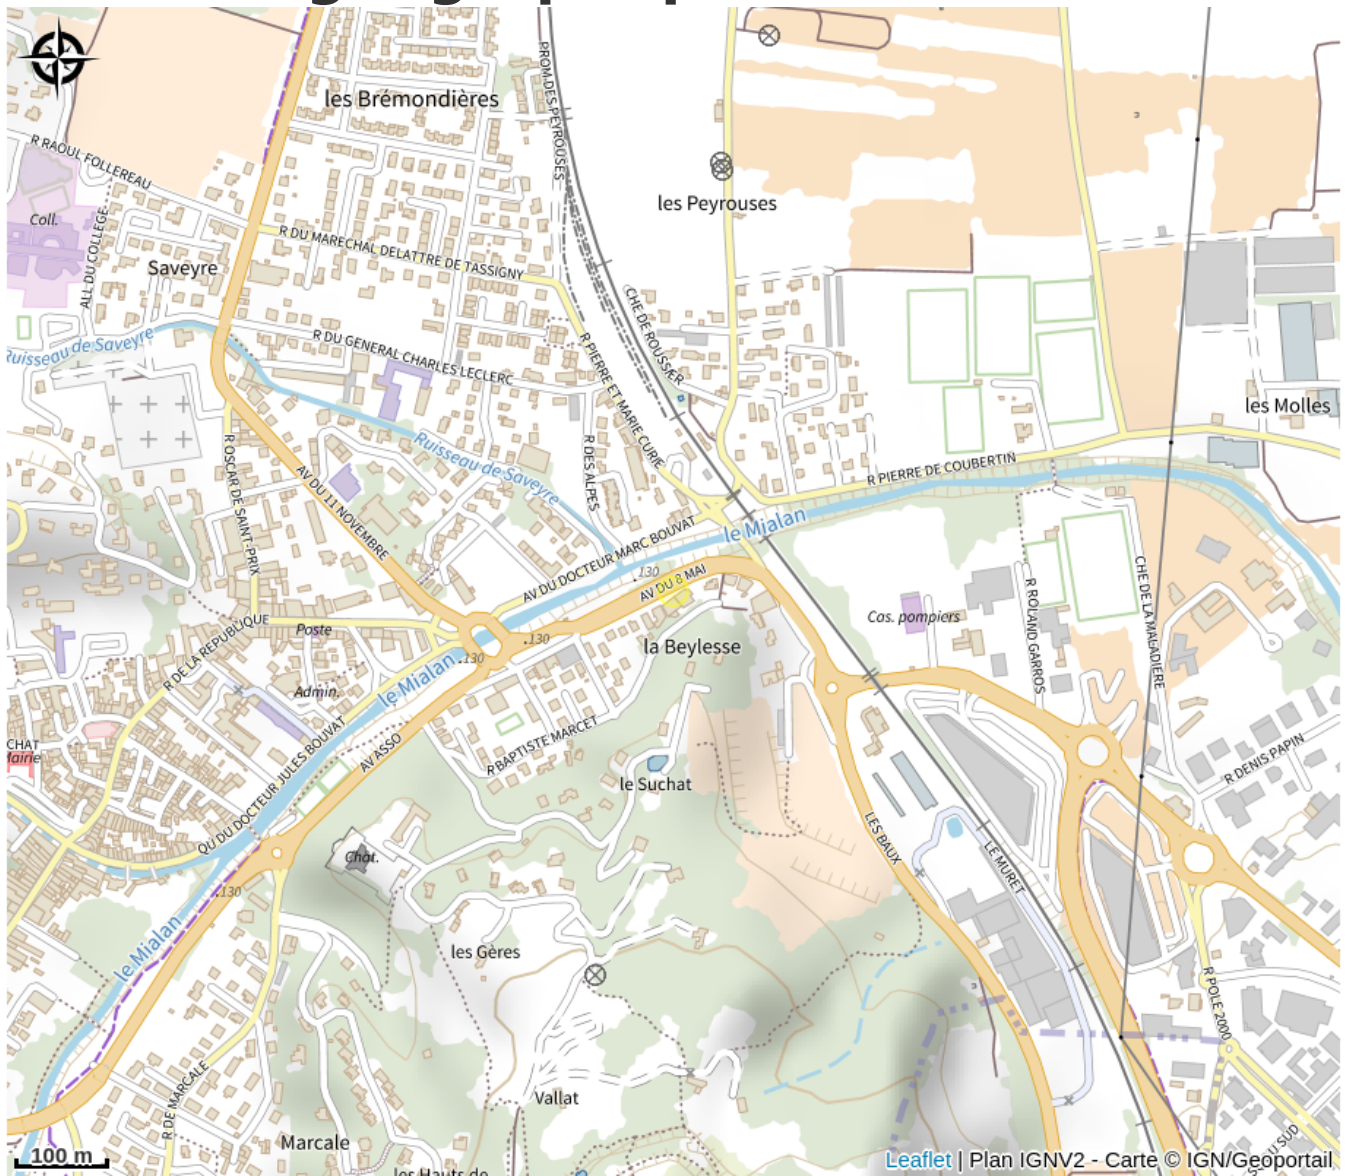 les Brémondières
PROM DES PEYROUSES
R RAOUL FOLLEREAU
les Peyrouses
Coll.
ALL DU COLLEGE
R DU MARECHAL DELATTRE DE TASSIGNY
Saveyre
CHE DE ROUSSIER
Ruisseau de Saveyre
R DU GENERAL CHARLES LECLERC
R PIERRE ET MARIE CURIE
les Molles
R OSCAR DE SAINT-PRIX
Ruisseau de Saveyre
R DES ALPES
R PIERRE DE COUBERTIN
AV DU 11 NOVEMBRE
le Mialan
AV DU DOCTEUR MARC BOUVAT
130
AV DU 8 MAI
CHE DE LA MALADIERE
R ROLAND GARROS
Cas. pompiers
Poste
130
la Beylesse
R DE LA REPUBLIQUE
130
le Mialan
Admin.
R BAPTISTE MARCET
CHAT
Mairie
AV ASSO
R DENIS PAPIN
le Suchat
QU DU DOCTEUR JULES BOUVAT
LES BAUX
Chât.
LE MURET
130
le Mialan
les Gères
R POLE 2000
R DE MARCALE
Vallat
Marcale
100 m
les Hauts de
SUD
Leaflet | Plan IGNV2 - Carte © IGN/Geoportail